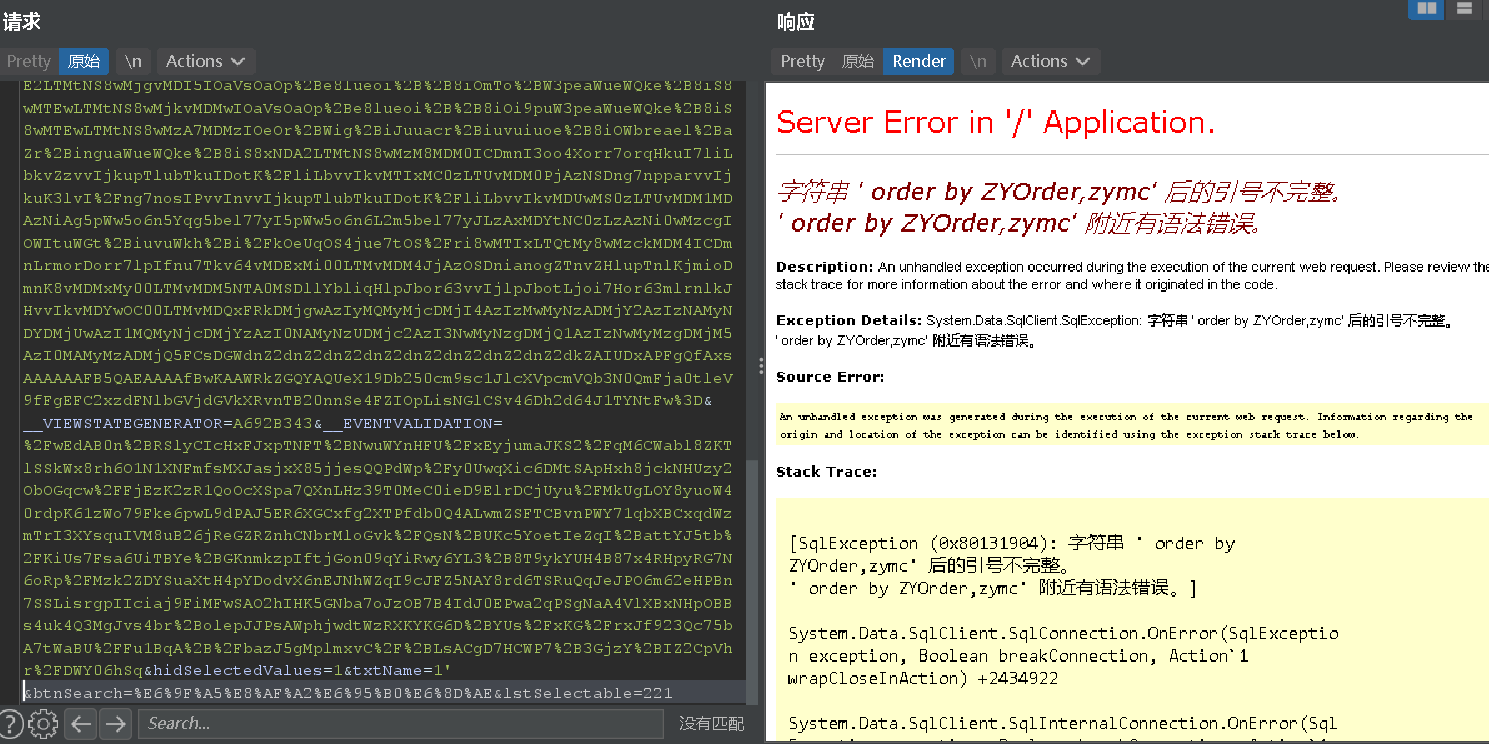 请求
Pretty 原始 \n Actions
E2LTMtNS8wMjgvMDI5IOaVsOaOp%2Be8lueoi%2B%2B8iOmTo%2BW3peaWueWQke%2B8iS
8wMTEwLTMtNS8wMjkvMDMwIOaVsOaOp%2Be8lueoi%2B%2B8iOi9puW3peaWueWQke%2B8iS
8wMTEwLTMtNS8wMzA7MDMzIOeOr%2BWig%2BiJuuacr%2Biuvuiuoe%2B8iOWbreael%2Ba
Zr%2BinguaWueWQke%2B8iS8xNDA2LTMtNS8wMzM8MDM0ICDmnI3oo4Xorr7orqHkuI7liL
bkvZzvvIjkupTlubTkuIDotK%2FliLbvvIkvMTIxMC0zLTUvMDM0PjAzNSDng7npparvvIj
kuK3lvI%2Fng7nosIPvvInvvIjkupTlubTkuIDotK%2FliLbvvIkvMDUwMS0zLTUvMDM1MD
AzNiAg5pWw5o6n5Yqg5bel77yI5pWw5o6n6L2m5bel77yJLzAxMDYtNC0zLzAzNi0wMzcgI
OWItuWGt%2BiuvuWkh%2Bi%2FkOeUqOS4jue7tOS%2Fri8wMTIxLTQtMy8wMzckMDM4ICDm
nLrmorDorr7lpIfnu7Tkv64vMDExMi00LTMvMDM4JjAzOSDnianogZTnvZHlupTnlKjmioD
mnK8vMDMxMy00LTMvMDM5NTA0MSDllYbliqHlpJbor63vvIjlpJbotLjoi7Hor63mlrnlkJ
HvvIkvMDYwOC00LTMvMDQxFRkDMjgwAzIyMQMyMjcDMjI4AzIzMwMyNzADMjY2AzIzNAMyN
DYDMjUwAzI1MQMyNjcDMjYzAzI0NAMyNzUDMjc2AzI3NwMyNzgDMjQ1AzIzNwMyMzgDMjM5
AzI0MAMyMzADMjQ5FCsDGWdnZ2dnZ2dnZ2dnZ2dnZ2dnZ2dnZ2dnZ2dkZAIUDxAPFgQfAxs
AAAAAAFB5QAEAAAAfBwKAAWRkZGQYAQUeX19Db250cm9sc1JlcXVpcmVQb3N0QmFja0tleV
9fFgEFC2xzdFNlbGVjdGVkXRvnTB20nnSe4FZIOpLisNGlCSv46Dh2d64J1TYNtFw%3D&
__VIEWSTATEGENERATOR=A692B343&__EVENTVALIDATION=
%2FwEdAB0n%2BRSlyCIcHxFJxpTNFT%2BNwuWYnHFU%2FxEyjumaJKS2%2FqM6CWabl8ZKT
lSSkWx8rh6O1N1XNFmfsMXJasjxX85jjesQQPdWp%2Fy0UwqXic6DMtSApHxh8jckNHUzy2
ObOGqcw%2FFjEzK2zR1QoOcXSpa7QXnLHz39T0MeC0ieD9ElrDCjUyu%2FMkUgLOY8yuoW4
0rdpK61zWo79Fke6pwL9dPAJ5ER6XGCxfg2XTPfdb0Q4ALwmZSFTCBvnPWY71qbXBCxqdWz
mTrI3XYsquIVM8uB26jReGZRZnhCNbrMloGvk%2FQsN%2BUKc5YoetIeZqI%2BattYJ5tb%
2FKiUs7Fsa6UiTBYe%2BGKnmkzpIftjGon09qYiRwy6YL3%2B8T9ykYUH4B87x4RHpyRG7N
6oRp%2FMzk2ZDYSuaXtH4pYDodvX6nEJNhWZqI9cJFZ5NAY8rd6TSRuQqJeJPO6m62eHPBn
7SSLisrgpIIciaj9FiMFwSAO2hIHK5GNba7oJzOB7B4IdJ0EPwa2qPSgNaA4VlXBxNHpOBB
s4uk4Q3MgJvs4br%2BolepJJPsAWphjwdtWzRXKYKG6D%2BYUs%2FxKG%2FrxJf923Qc75b
A7tWaBU%2FFu1BqA%2B%2FbazJ5gMplmxvC%2F%2BLsACgD7HCWP7%2B3GjzY%2BIZ2CpVh
r%2FDWY06hSq&hidSelectedValues=1&txtName=1'
&btnSearch=%E6%9F%A5%E8%AF%A2%E6%95%B0%E6%8D%AE&lstSelectable=221
Search... 没有匹配
响应
Pretty 原始 Render \n Actions
Server Error in '/' Application.
字符串 ' order by ZYOrder,zymc' 后的引号不完整。
' order by ZYOrder,zymc' 附近有语法错误。
Description: An unhandled exception occurred during the execution of the current web request. Please review the
stack trace for more information about the error and where it originated in the code.
Exception Details: System.Data.SqlClient.SqlException: 字符串 ' order by ZYOrder,zymc' 后的引号不完整。
' order by ZYOrder,zymc' 附近有语法错误。
Source Error:
An unhandled exception was generated during the execution of the current web request. Information regarding the
origin and location of the exception can be identified using the exception stack trace below.
Stack Trace:
[SqlException (0x80131904): 字符串 ' order by
ZYOrder,zymc' 后的引号不完整。
' order by ZYOrder,zymc' 附近有语法错误。]
System.Data.SqlClient.SqlConnection.OnError(SqlExceptio
n exception, Boolean breakConnection, Action`1
wrapCloseInAction) +2434922
System.Data.SqlClient.SqlInternalConnection.OnError(Sql